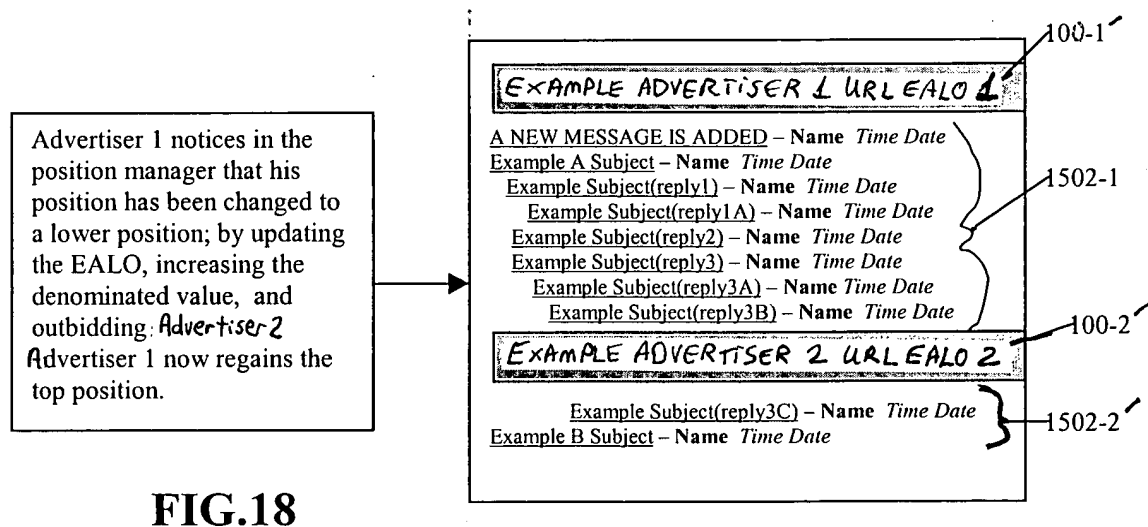 Advertiser 1 notices in the
position manager that his
position has been changed to
a lower position; by updating
the EALO, increasing the
denominated value, and
outbidding: Advertiser 2
Advertiser 1 now regains the
top position.
100-1
EXAMPLE ADVERTISER 1 URL EALO 1
A NEW MESSAGE IS ADDED – Name Time Date
Example A Subject – Name Time Date
Example Subject(reply1) – Name Time Date
Example Subject(reply1A) – Name Time Date
Example Subject(reply2) – Name Time Date
Example Subject(reply3) – Name Time Date
Example Subject(reply3A) – Name Time Date
Example Subject(reply3B) – Name Time Date
1502-1
100-2
EXAMPLE ADVERTISER 2 URL EALO 2
Example Subject(reply3C) – Name Time Date
Example B Subject – Name Time Date
1502-2
FIG.18